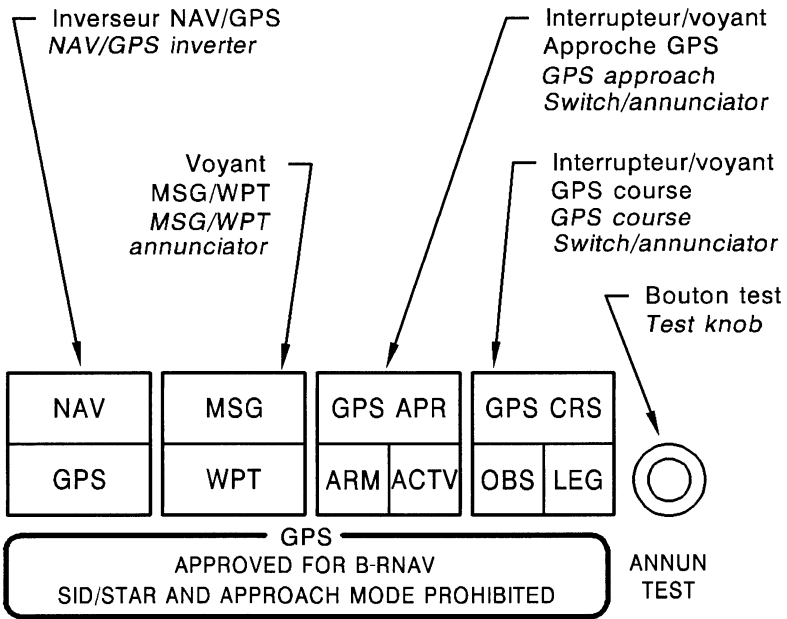 Inverseur NAV/GPS
NAV/GPS inverter
Interrupteur/voyant
Approche GPS
GPS approach
Switch/annunciator
Voyant
MSG/WPT
MSG/WPT
annunciator
Interrupteur/voyant
GPS course
GPS course
Switch/annunciator
Bouton test
Test knob
NAV
MSG
GPS APR
GPS CRS
GPS
WPT
ARM
ACTV
OBS
LEG
GPS
APPROVED FOR B-RNAV
SID/STAR AND APPROACH MODE PROHIBITED
ANNUN
TEST